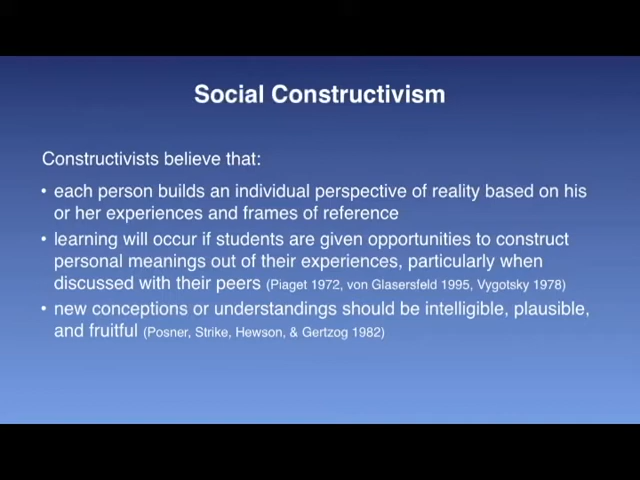 Social Constructivism
Constructivists believe that:
• each person builds an individual perspective of reality based on his
or her experiences and frames of reference
• learning will occur if students are given opportunities to construct
personal meanings out of their experiences, particularly when
discussed with their peers (Piaget 1972, von Glasersfeld 1995, Vygotsky 1978)
• new conceptions or understandings should be intelligible, plausible,
and fruitful (Posner, Strike, Hewson, & Gertzog 1982)